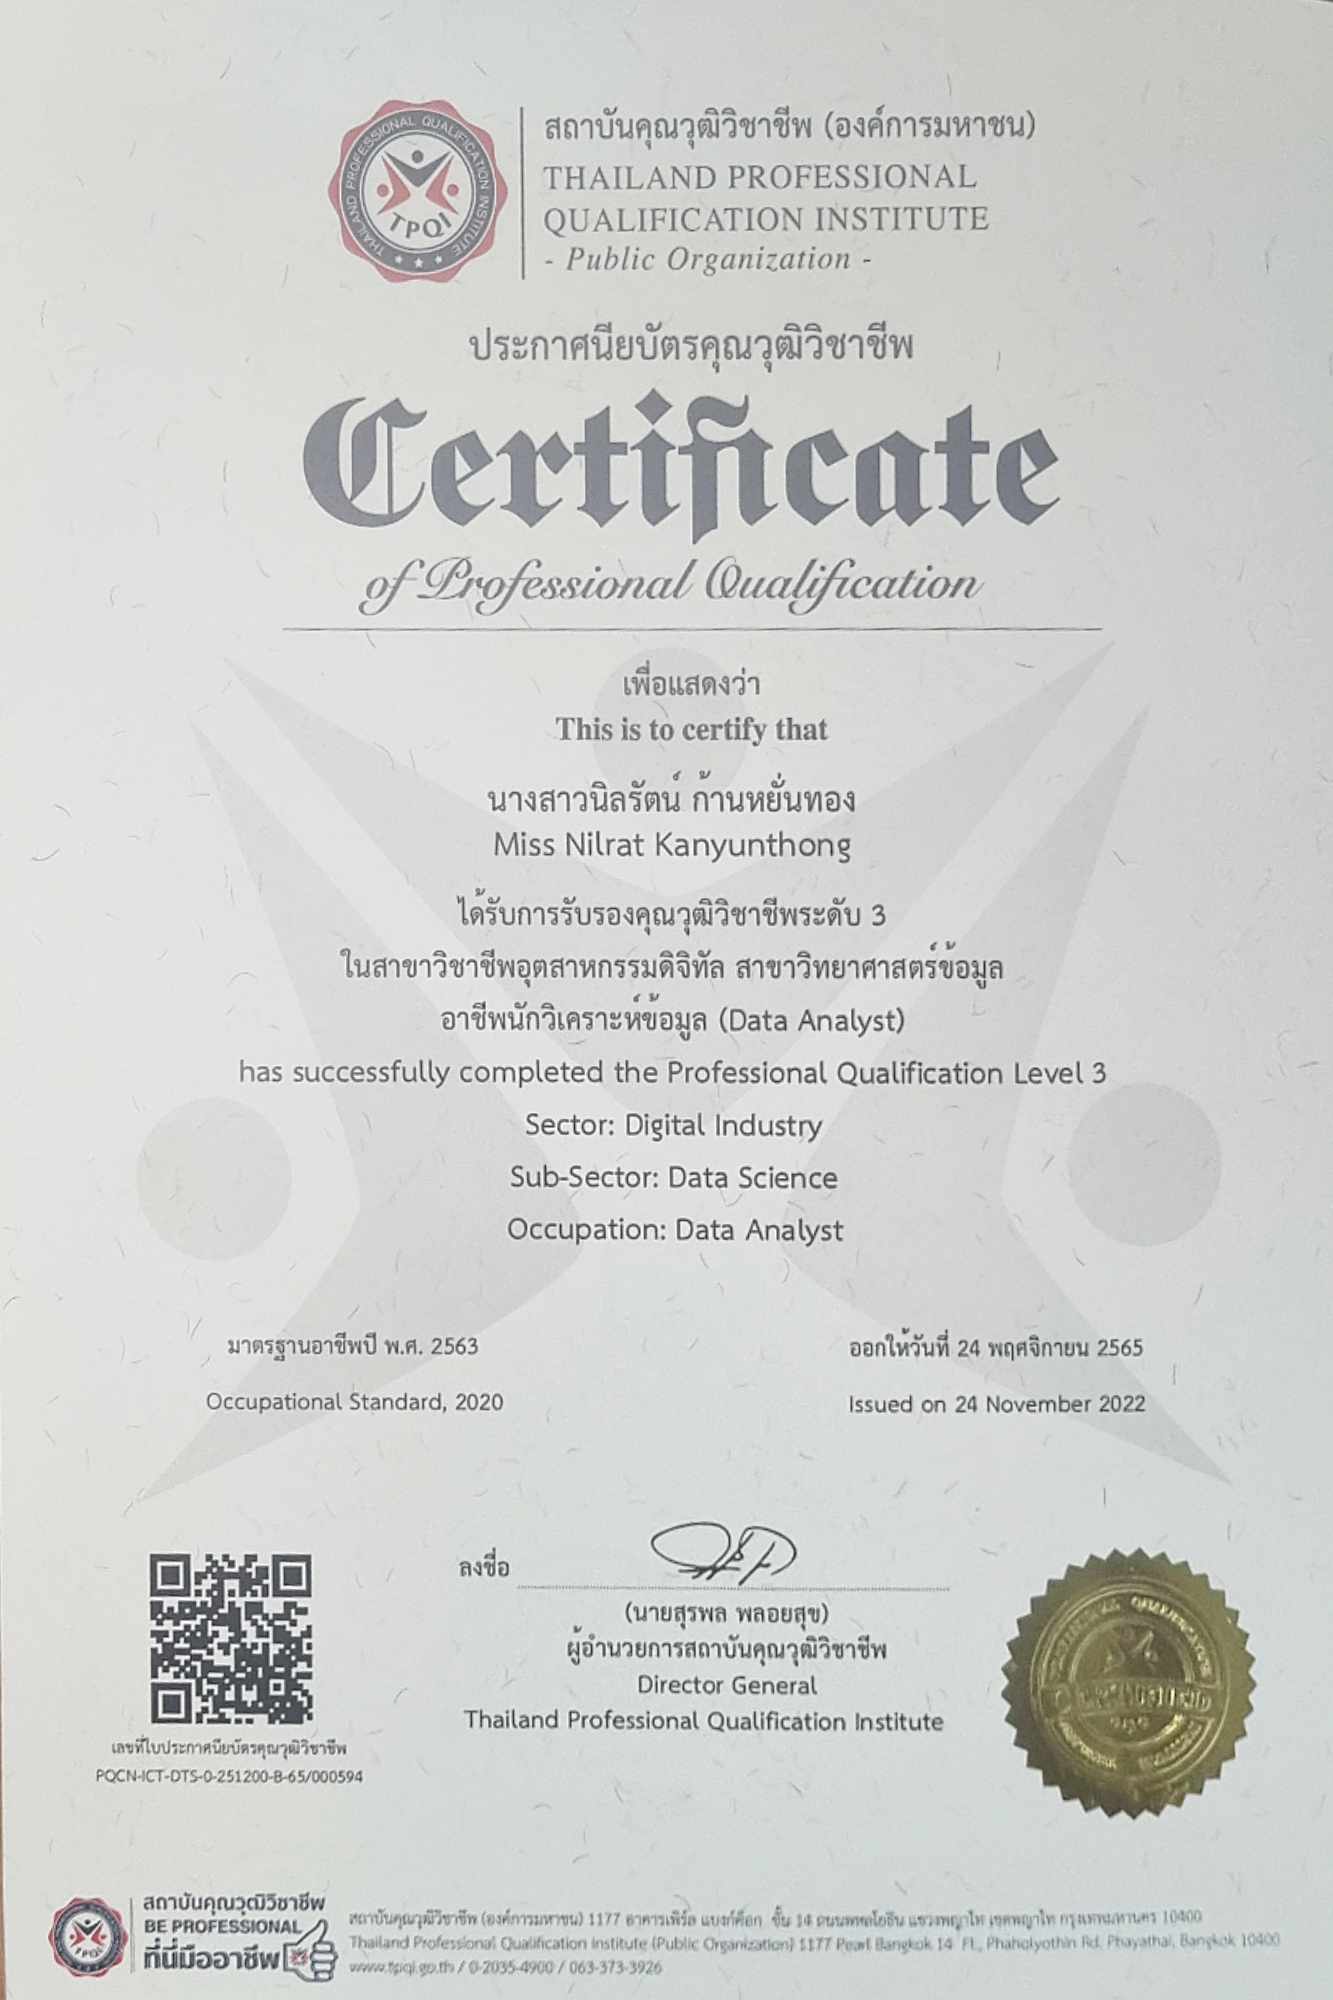 THAILAND PROFESSIONAL QUALIFICATION INSTITUTE
TPQI
สถาบันคุณวุฒิวิชาชีพ (องค์การมหาชน)
THAILAND PROFESSIONAL
QUALIFICATION INSTITUTE
- Public Organization -
ประกาศนียบัตรคุณวุฒิวิชาชีพ
Certificate
of Professional Qualification
เพื่อแสดงว่า
This is to certify that
นางสาวนิลรัตน์ ก้านหยั่นทอง
Miss Nilrat Kanyunthong
ได้รับการรับรองคุณวุฒิวิชาชีพระดับ 3
ในสาขาวิชาชีพอุตสาหกรรมดิจิทัล สาขาวิทยาศาสตร์ข้อมูล
อาชีพนักวิเคราะห์ข้อมูล (Data Analyst)
has successfully completed the Professional Qualification Level 3
Sector: Digital Industry
Sub-Sector: Data Science
Occupation: Data Analyst
มาตรฐานอาชีพปี พ.ศ. 2563
ออกให้วันที่ 24 พฤศจิกายน 2565
Occupational Standard, 2020
Issued on 24 November 2022
ลงชื่อ
(นายสุรพล พลอยสุข)
ผู้อำนวยการสถาบันคุณวุฒิวิชาชีพ
Director General
Thailand Professional Qualification Institute
เลขที่ใบประกาศนียบัตรคุณวุฒิวิชาชีพ
PQCN-ICT-DTS-0-251200-B-65/000594
TPQI
สถาบันคุณวุฒิวิชาชีพ
BE PROFESSIONAL
ที่นี่มืออาชีพ
สถาบันคุณวุฒิวิชาชีพ (องค์การมหาชน) 1177 อาคารเพิร์ล แบงก์ค็อก ชั้น 14 ถนนพหลโยธิน แขวงพญาไท เขตพญาไท กรุงเทพมหานคร 10400
Thailand Professional Qualification Institute (Public Organization) 1177 Pearl Bangkok 14 Fl., Phaholyothin Rd. Phayathai, Bangkok 10400
www.tpqi.go.th / 0-2035-4900 / 063-373-3926